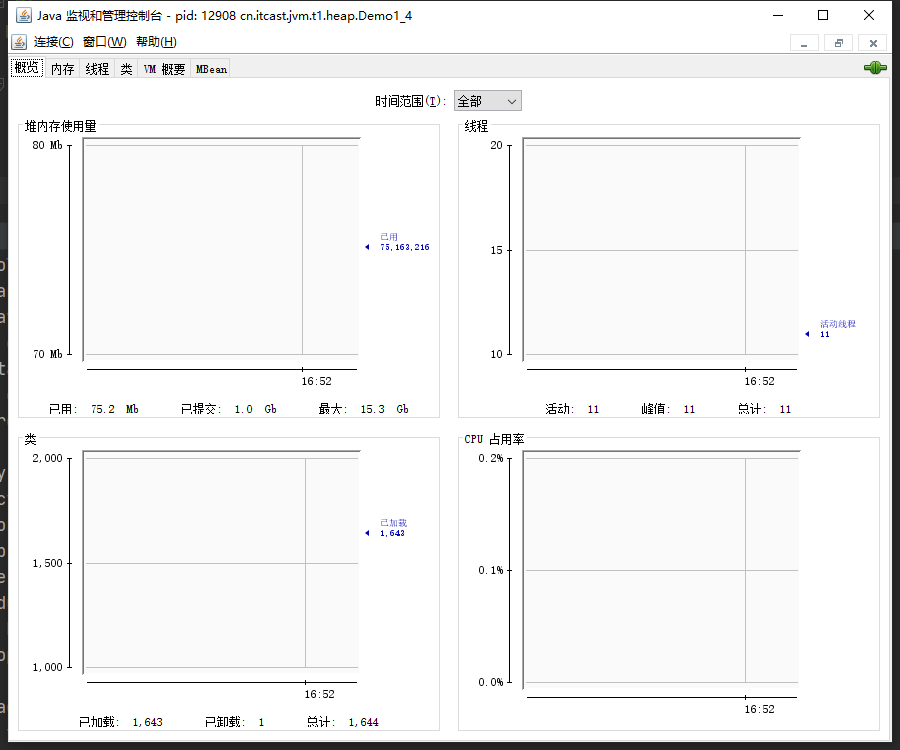 Java 监视和管理控制台 - pid: 12908 cn.itcast.jvm.t1.heap.Demo1_4
连接(C) 窗口(W) 帮助(H)
概览 内存 线程 类 VM 概要 MBean
时间范围(T): 全部
堆内存使用量
80 Mb
70 Mb
已用
75,163,216
16:52
已用: 75.2 Mb 已提交: 1.0 Gb 最大: 15.3 Gb
线程
20
15
10
活动线程
11
16:52
活动: 11 峰值: 11 总计: 11
类
2,000
1,500
1,000
已加载
1,643
16:52
已加载: 1,643 已卸载: 1 总计: 1,644
CPU 占用率
0.2%
0.1%
0.0%
16:52